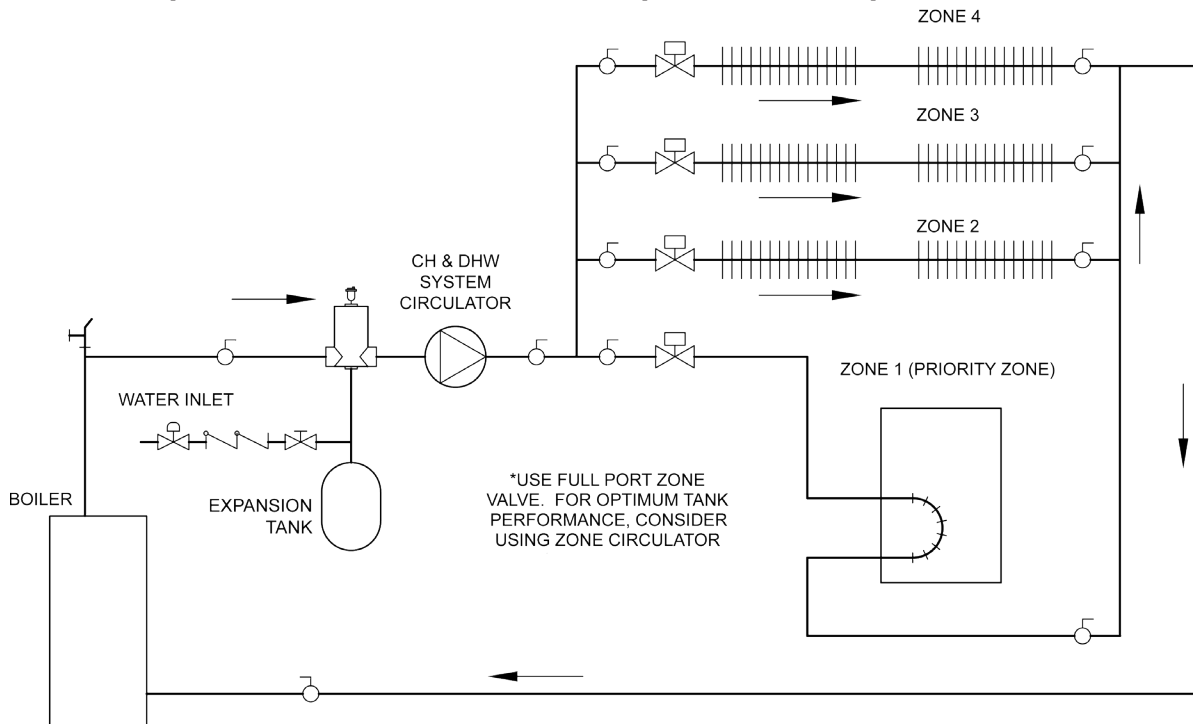 ZONE 4
ZONE 3
ZONE 2
CH & DHW
SYSTEM
CIRCULATOR
ZONE 1 (PRIORITY ZONE)
WATER INLET
*USE FULL PORT ZONE
VALVE. FOR OPTIMUM TANK
PERFORMANCE, CONSIDER
USING ZONE CIRCULATOR
BOILER
EXPANSION
TANK